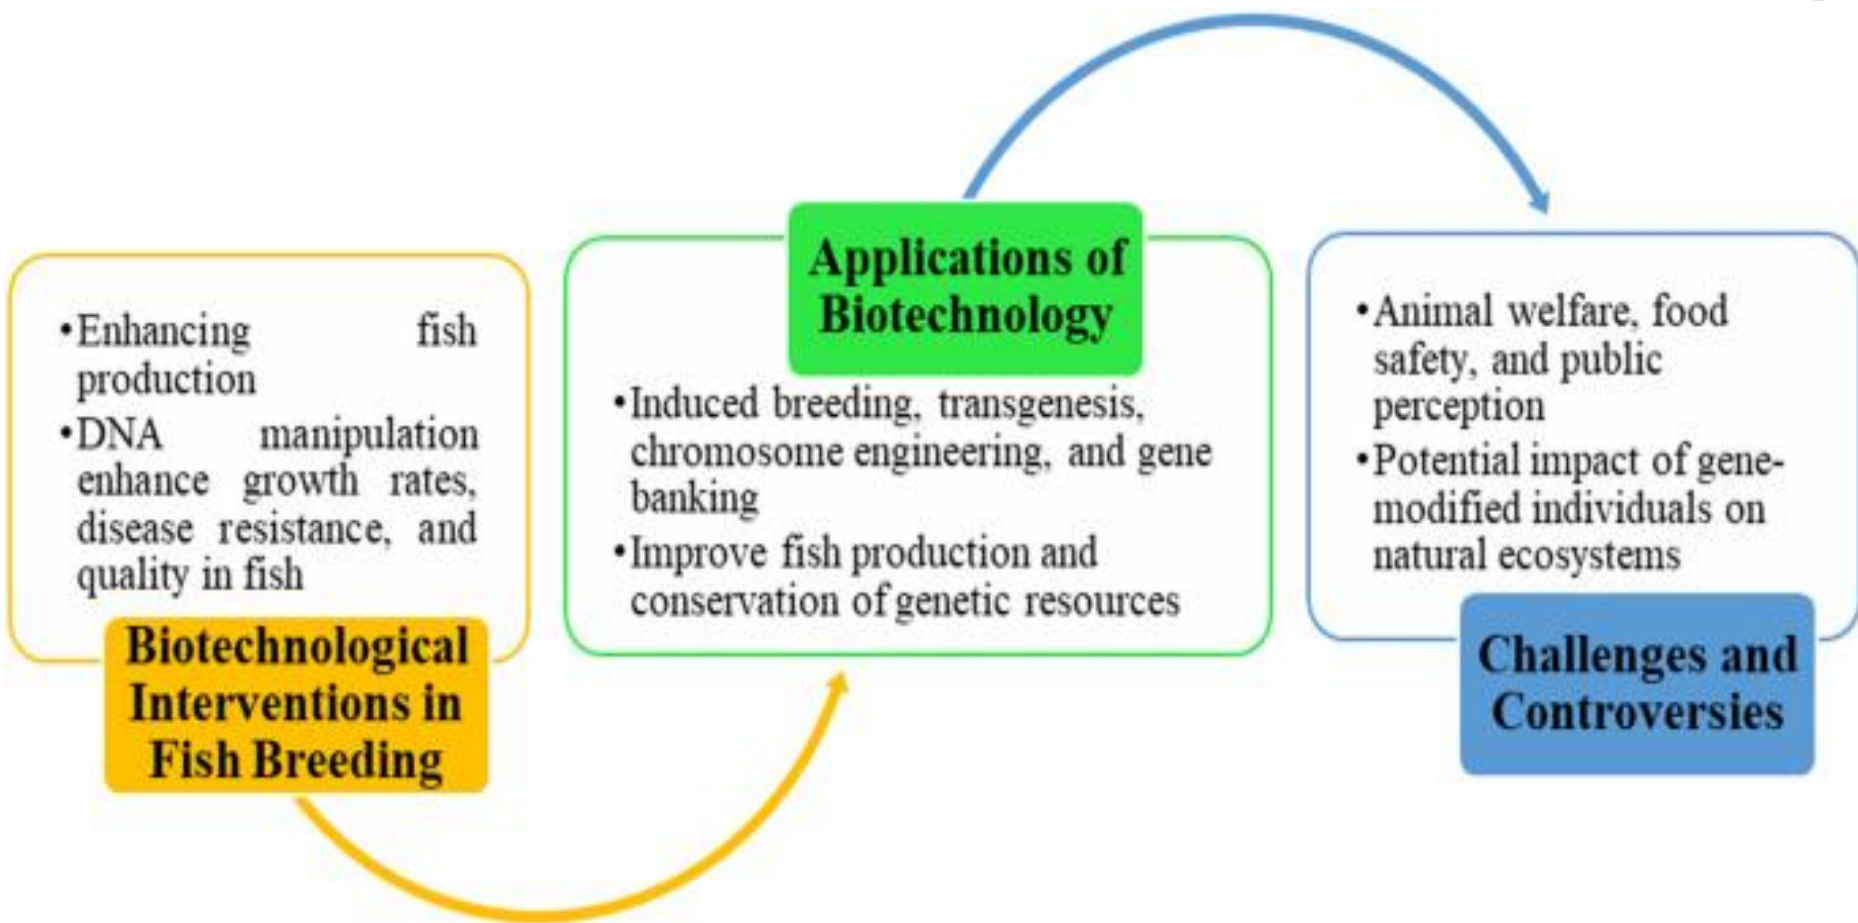 •Enhancing fish
production
•DNA manipulation
enhance growth rates,
disease resistance, and
quality in fish
Biotechnological
Interventions in
Fish Breeding
Applications of
Biotechnology
•Induced breeding, transgenesis,
chromosome engineering, and gene
banking
•Improve fish production and
conservation of genetic resources
•Animal welfare, food
safety, and public
perception
•Potential impact of gene-
modified individuals on
natural ecosystems
Challenges and
Controversies